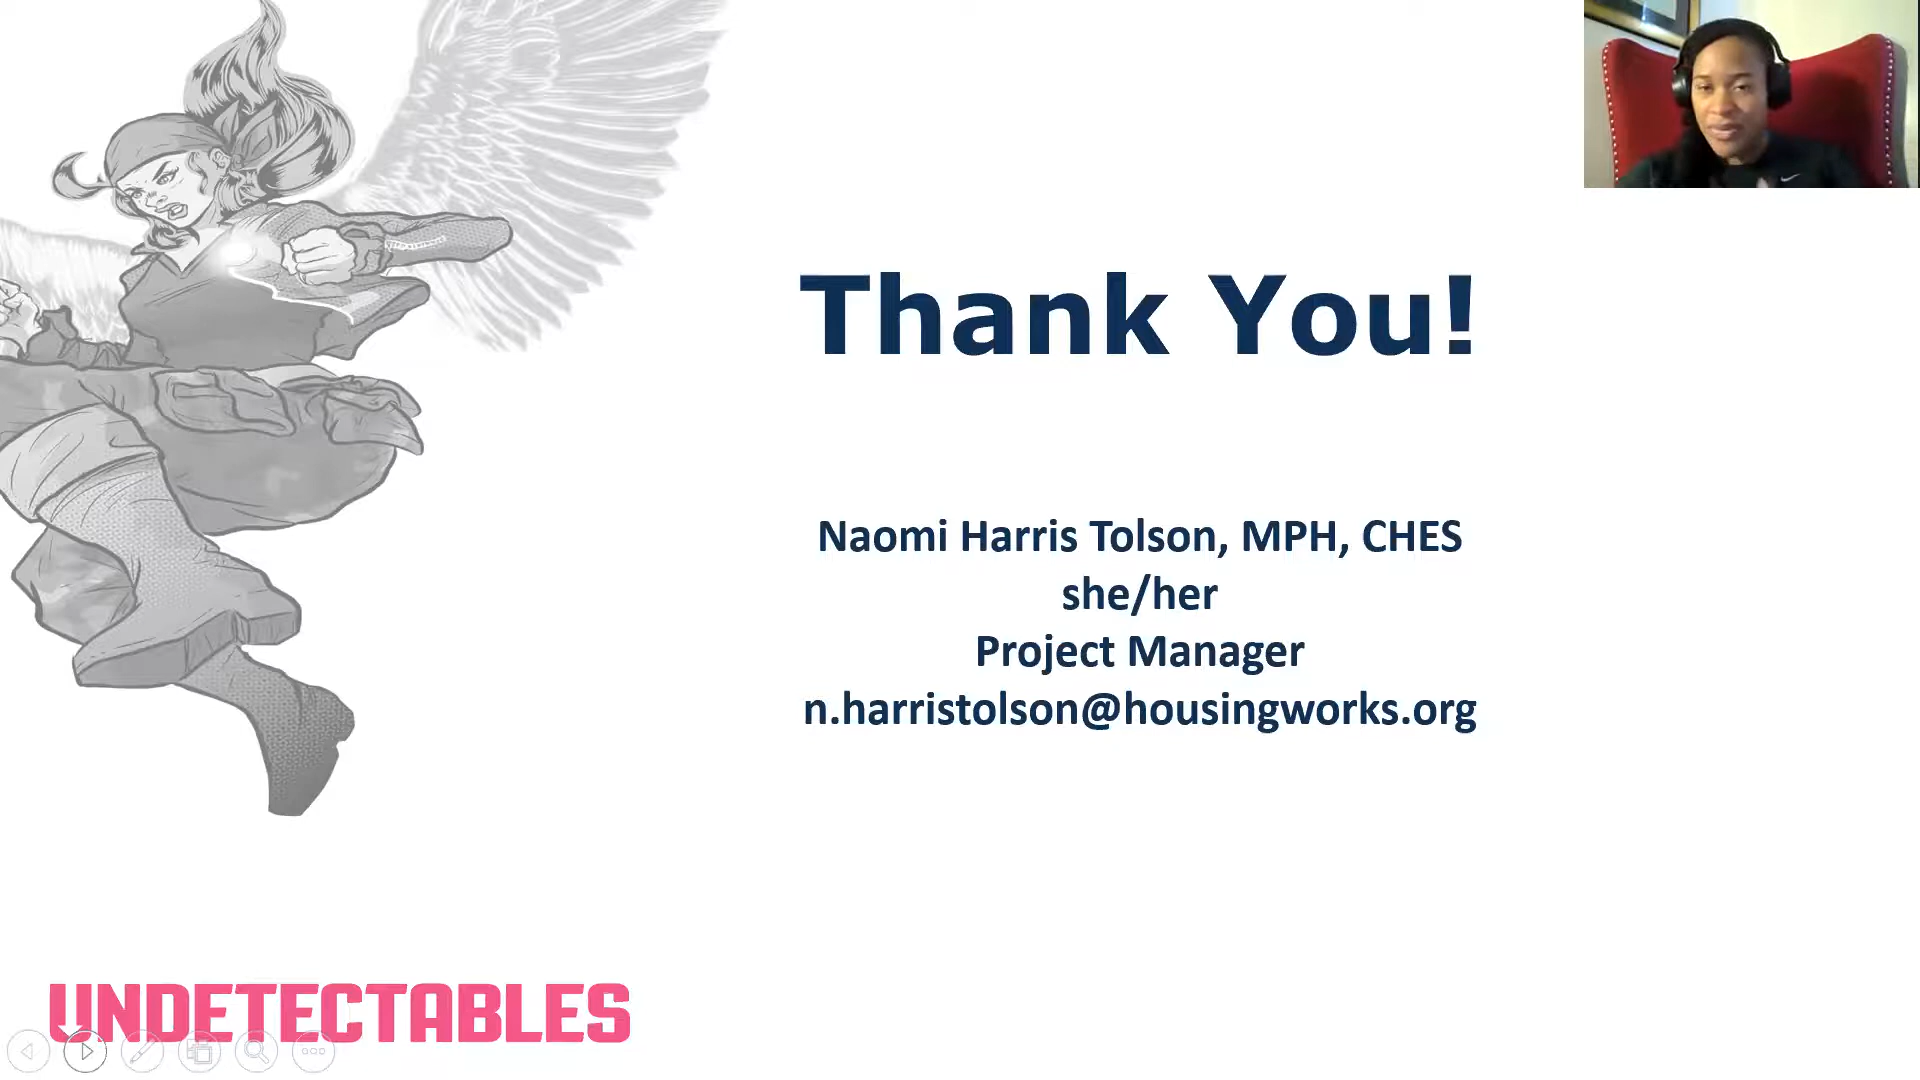 Thank You!
Naomi Harris Tolson, MPH, CHES
she/her
Project Manager
n.harristolson@housingworks.org
UNDETECTABLES